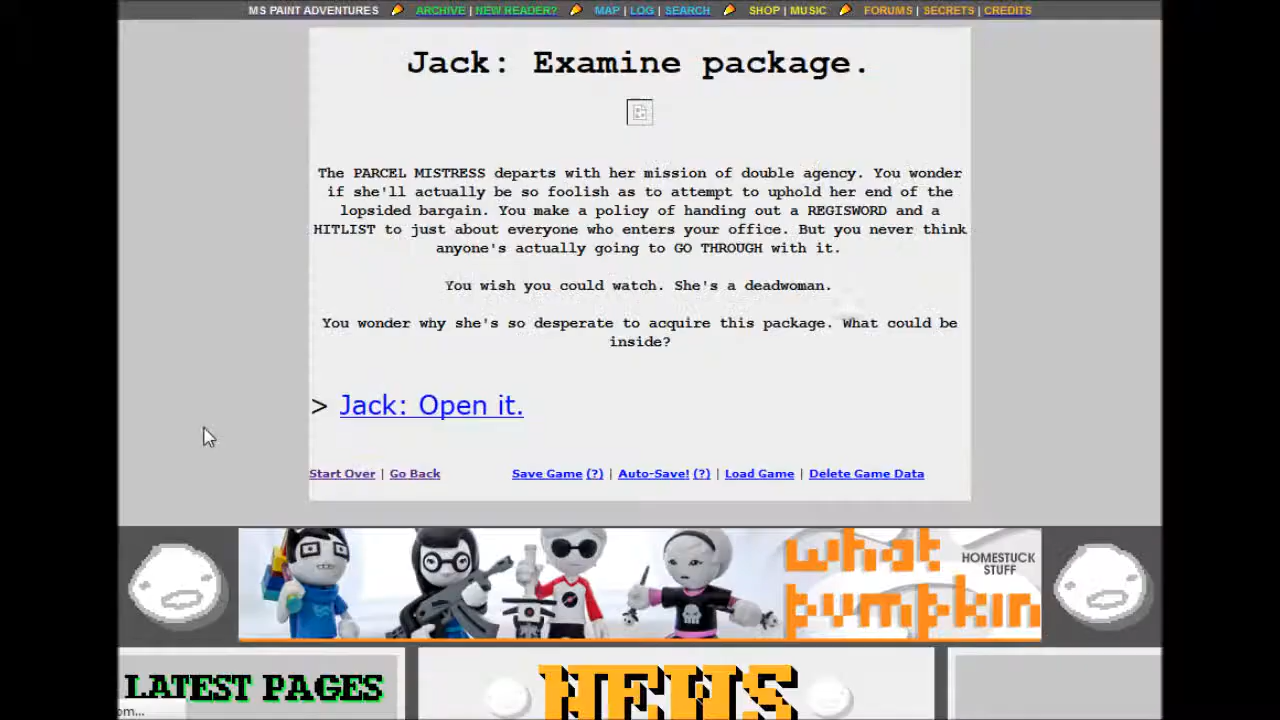 MS PAINT ADVENTURES ARCHIVE | NEW READER? MAP | LOG | SEARCH SHOP | MUSIC FORUMS | SECRETS | CREDITS
Jack: Examine package.
The PARCEL MISTRESS departs with her mission of double agency. You wonder
if she'll actually be so foolish as to attempt to uphold her end of the
lopsided bargain. You make a policy of handing out a REGISWORD and a
HITLIST to just about everyone who enters your office. But you never think
anyone's actually going to GO THROUGH with it.
You wish you could watch. She's a deadwoman.
You wonder why she's so desperate to acquire this package. What could be
inside?
> Jack: Open it.
Start Over | Go Back Save Game (?) | Auto-Save! (?) | Load Game | Delete Game Data
what
pumpkin
HOMESTUCK
STUFF
LATEST PAGES
NEWS
om...